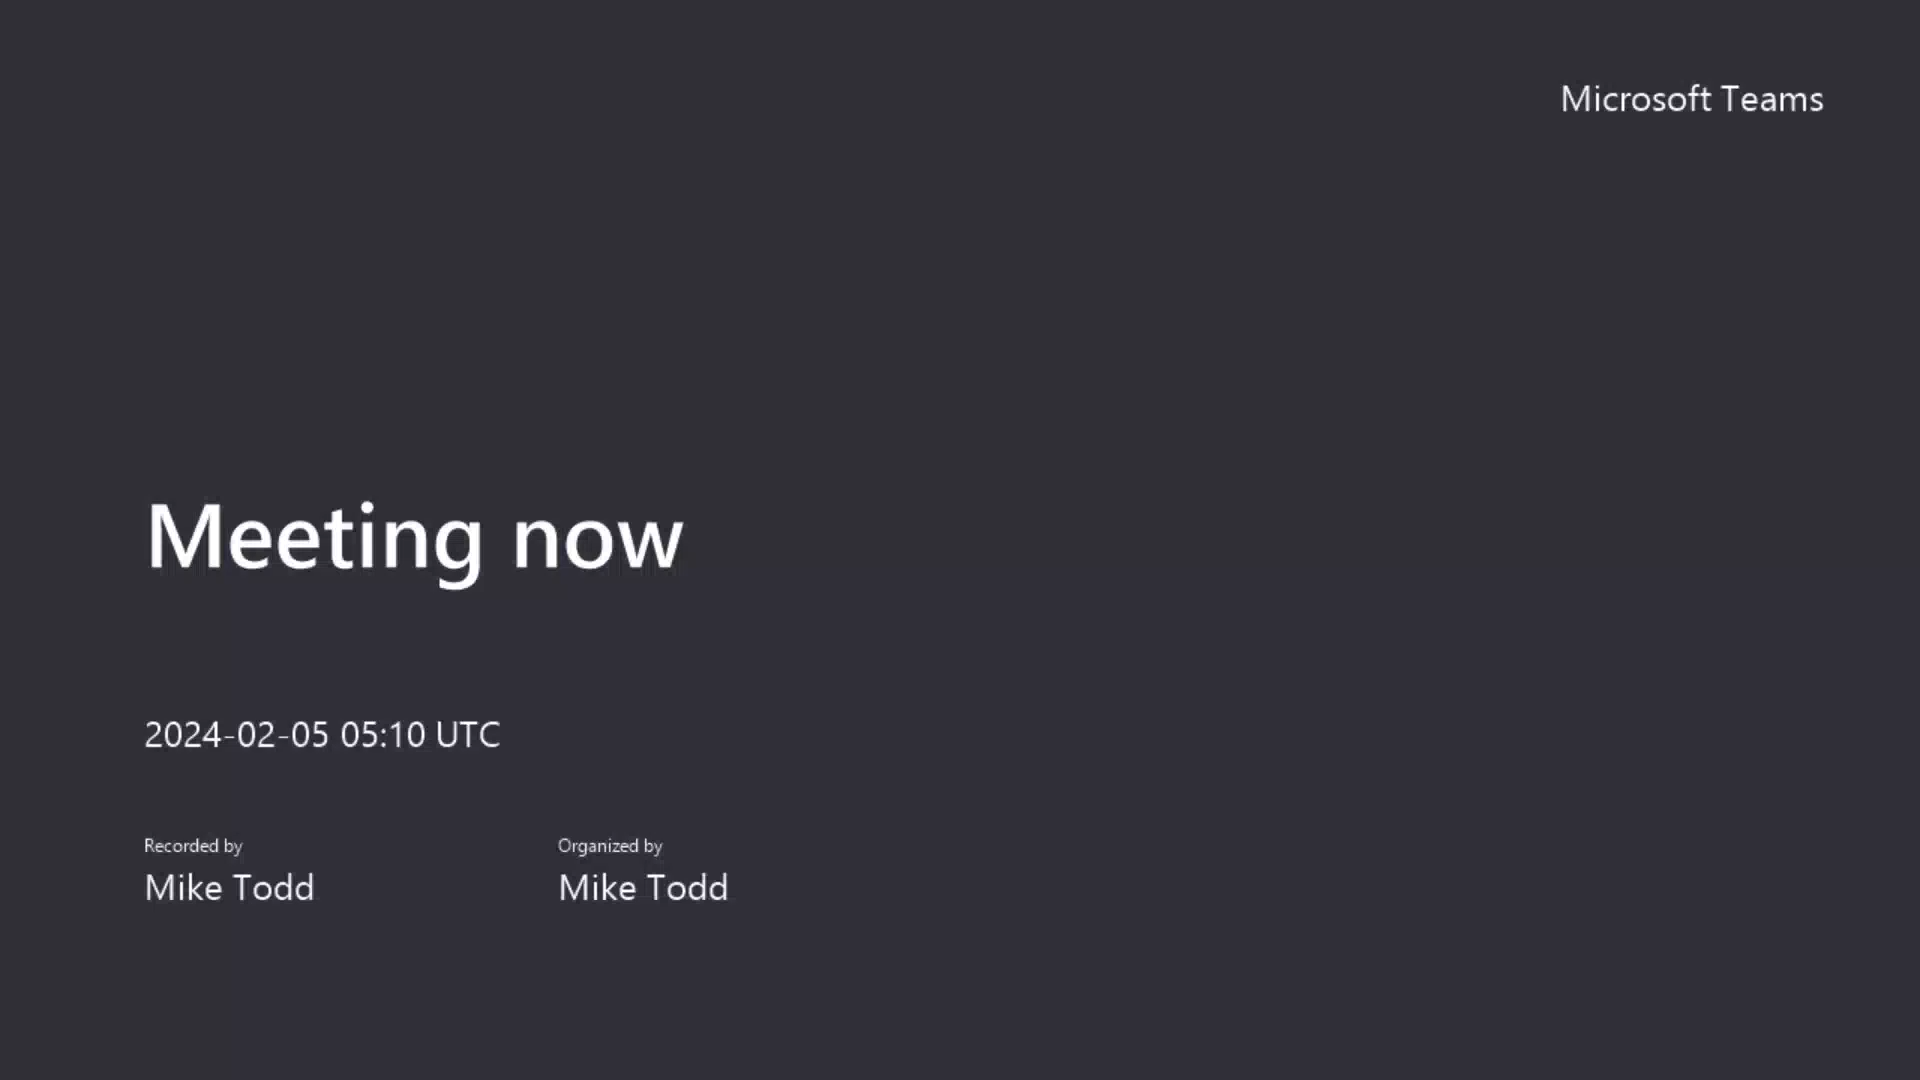 Microsoft Teams
Meeting now
2024-02-05 05:10 UTC
Recorded by
Mike Todd
Organized by
Mike Todd